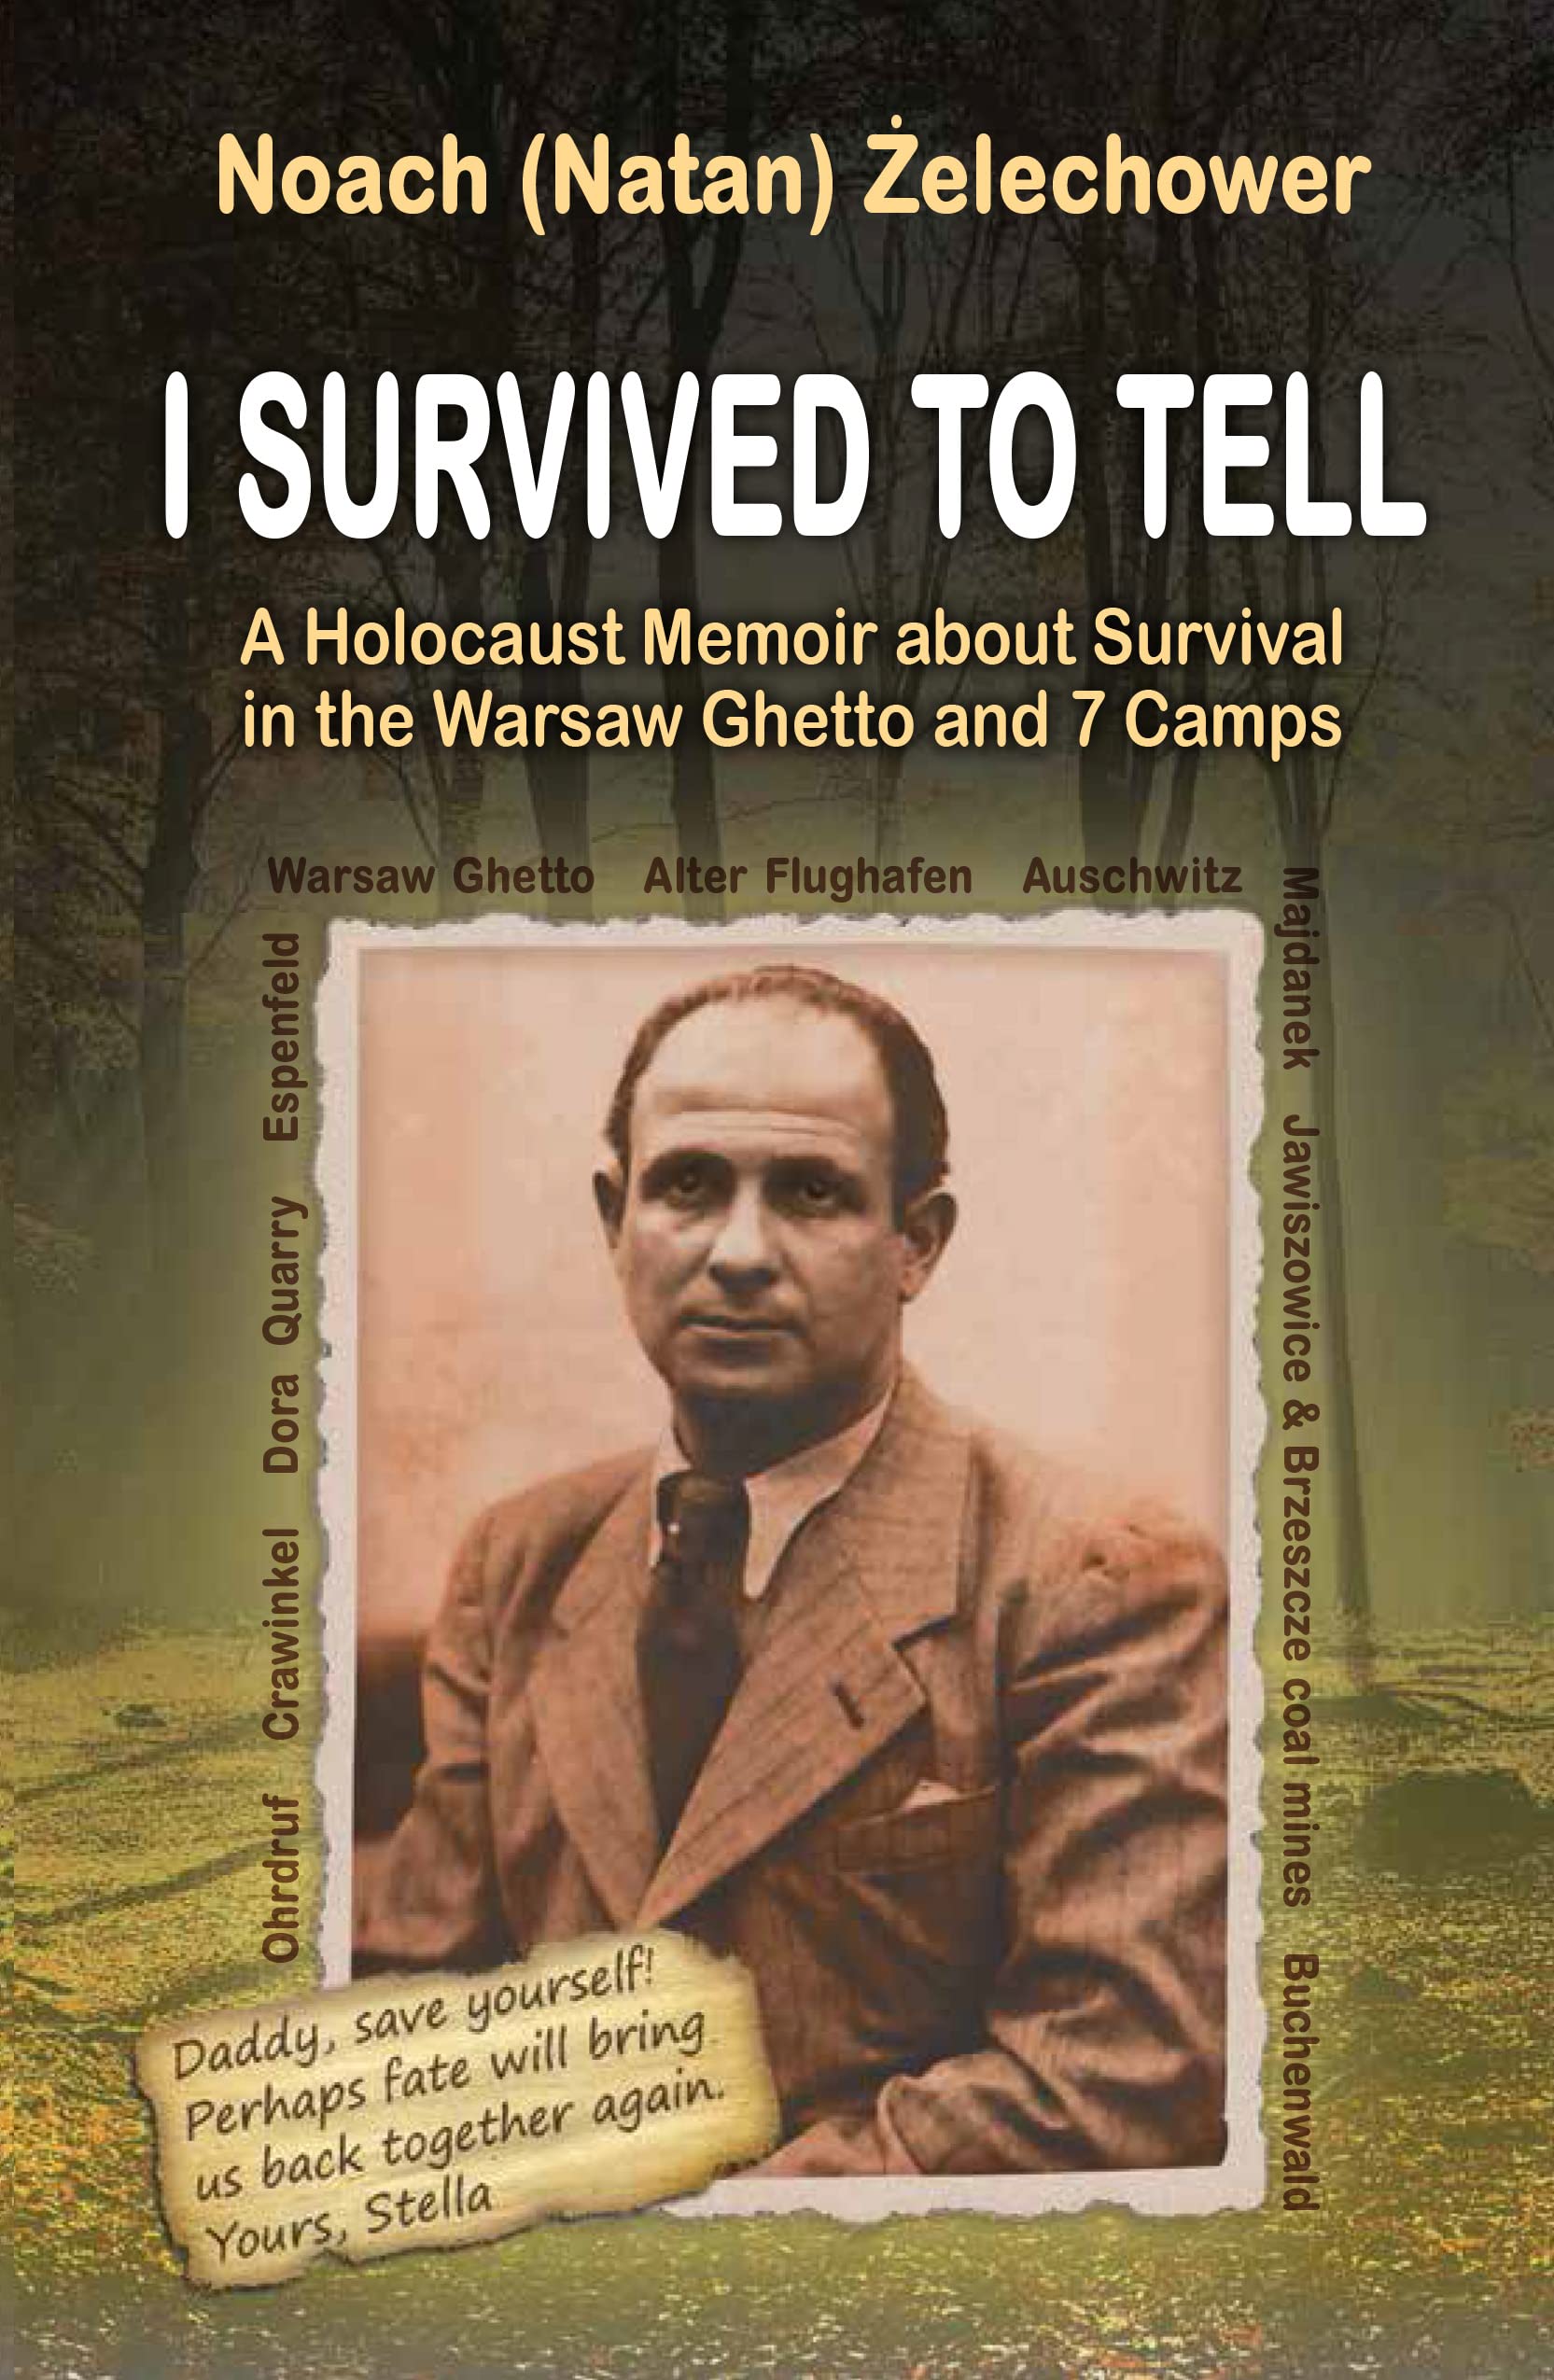 Noach (Natan) Żelechower
I SURVIVED TO TELL
A Holocaust Memoir about Survival
in the Warsaw Ghetto and 7 Camps
Warsaw Ghetto Alter Flughafen Auschwitz
Majdanek Jawiszowice & Brzeszcze coal mines Buchenwald
Ohrdruf Crawinkel Dora Quarry Espenfeld
Daddy, save yourself!
Perhaps fate will bring
us back together again.
Yours, Stella